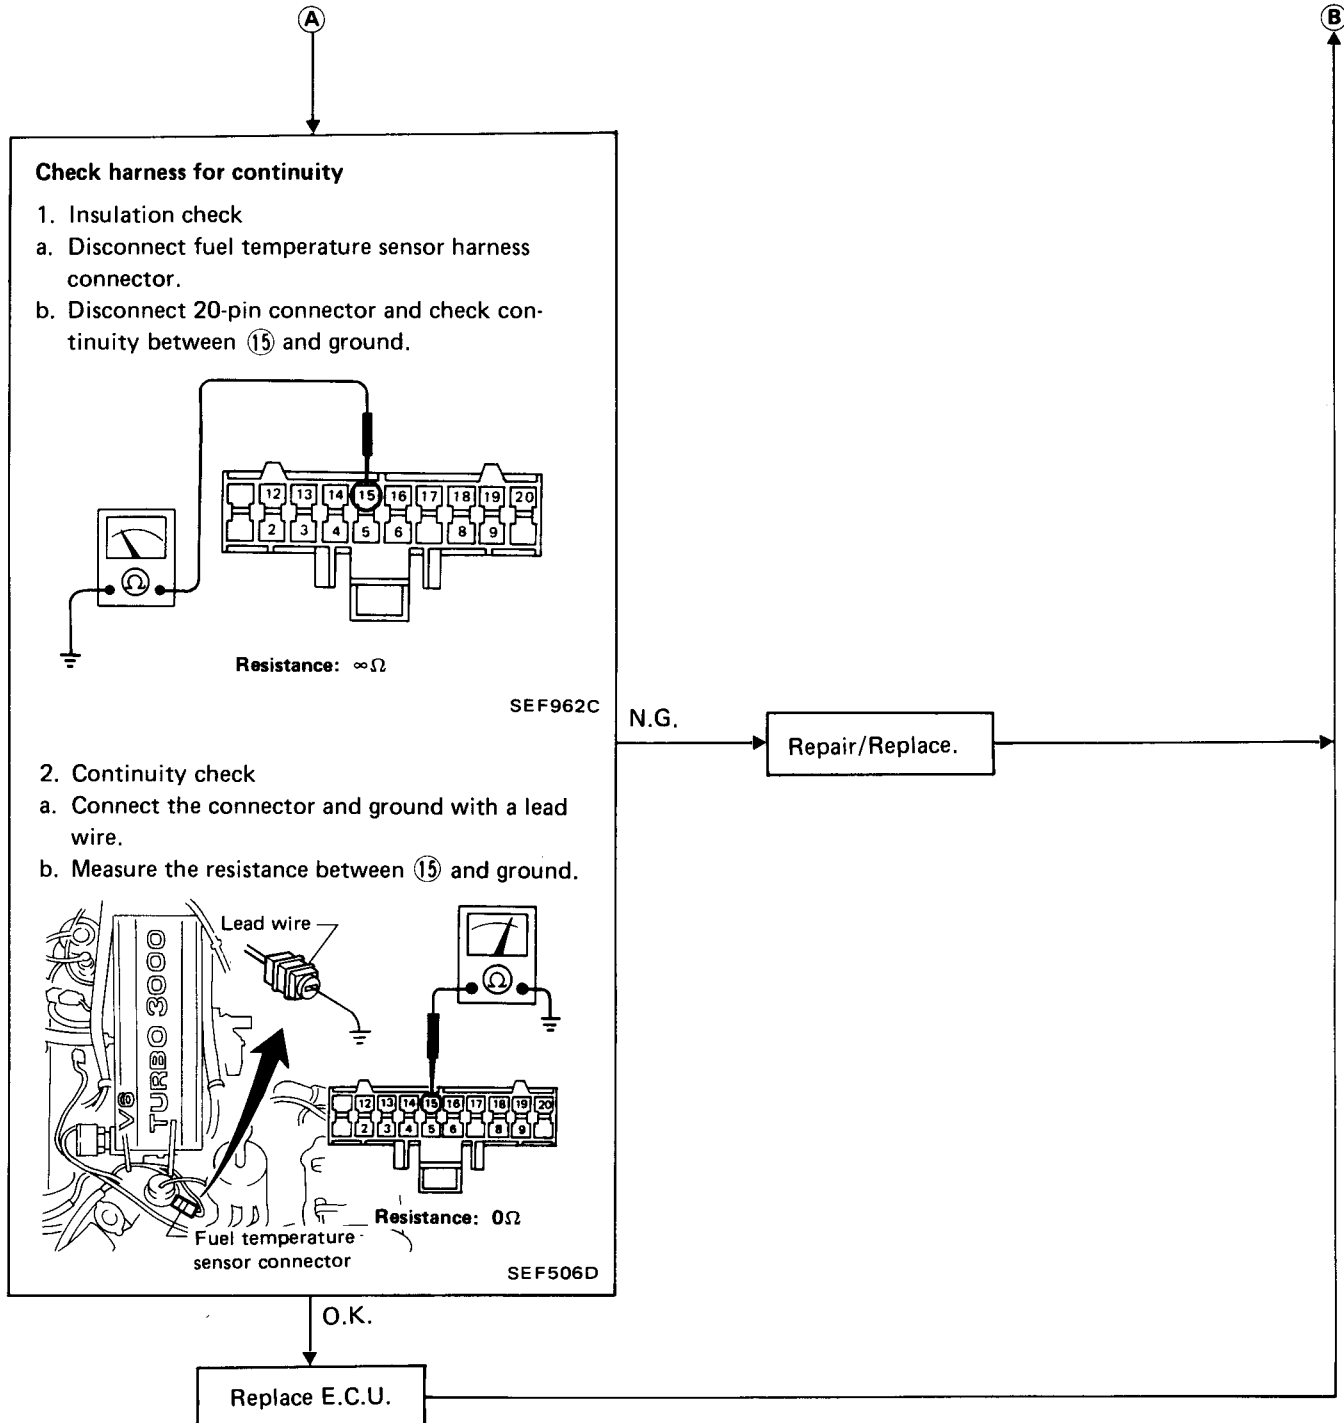 A
B
Check harness for continuity
1. Insulation check
a. Disconnect fuel temperature sensor harness
connector.
b. Disconnect 20-pin connector and check con-
tinuity between ⑮ and ground.
12 13 14 15 16 17 18 19 20
2 3 4 5 6 8 9
Ω
Resistance: ∞Ω
SEF962C
N.G.
Repair/Replace.
2. Continuity check
a. Connect the connector and ground with a lead
wire.
b. Measure the resistance between ⑮ and ground.
Lead wire
Ω
V6 TURBO 3000
12 13 14 15 16 17 18 19 20
2 3 4 5 6 8 9
Resistance: 0Ω
Fuel temperature
sensor connector
SEF506D
O.K.
Replace E.C.U.